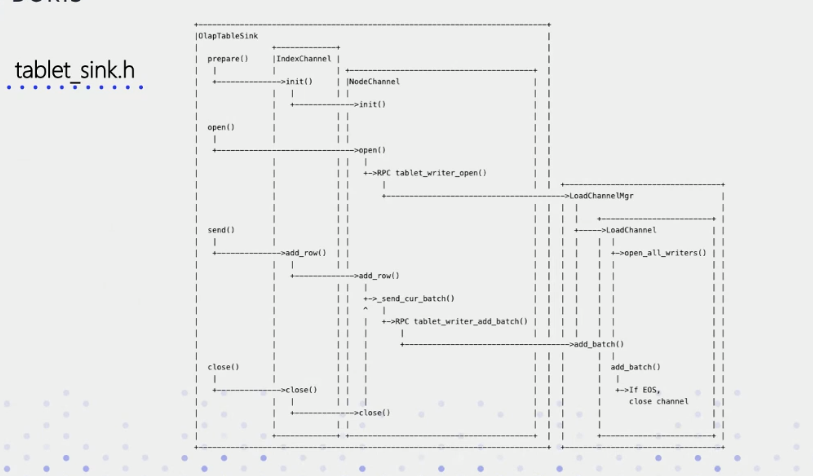 DORIS
tablet_sink.h
OlapTableSink
prepare() IndexChannel
->init() NodeChannel
->init()
open()
->open()
+->RPC tablet_writer_open()
->LoadChannelMgr
send() ->LoadChannel
->add_row() +->open_all_writers()
->add_row()
+->_send_cur_batch()
^
+->RPC tablet_writer_add_batch()
->add_batch()
close() add_batch()
->close() +->If EOS,
close channel
->close()